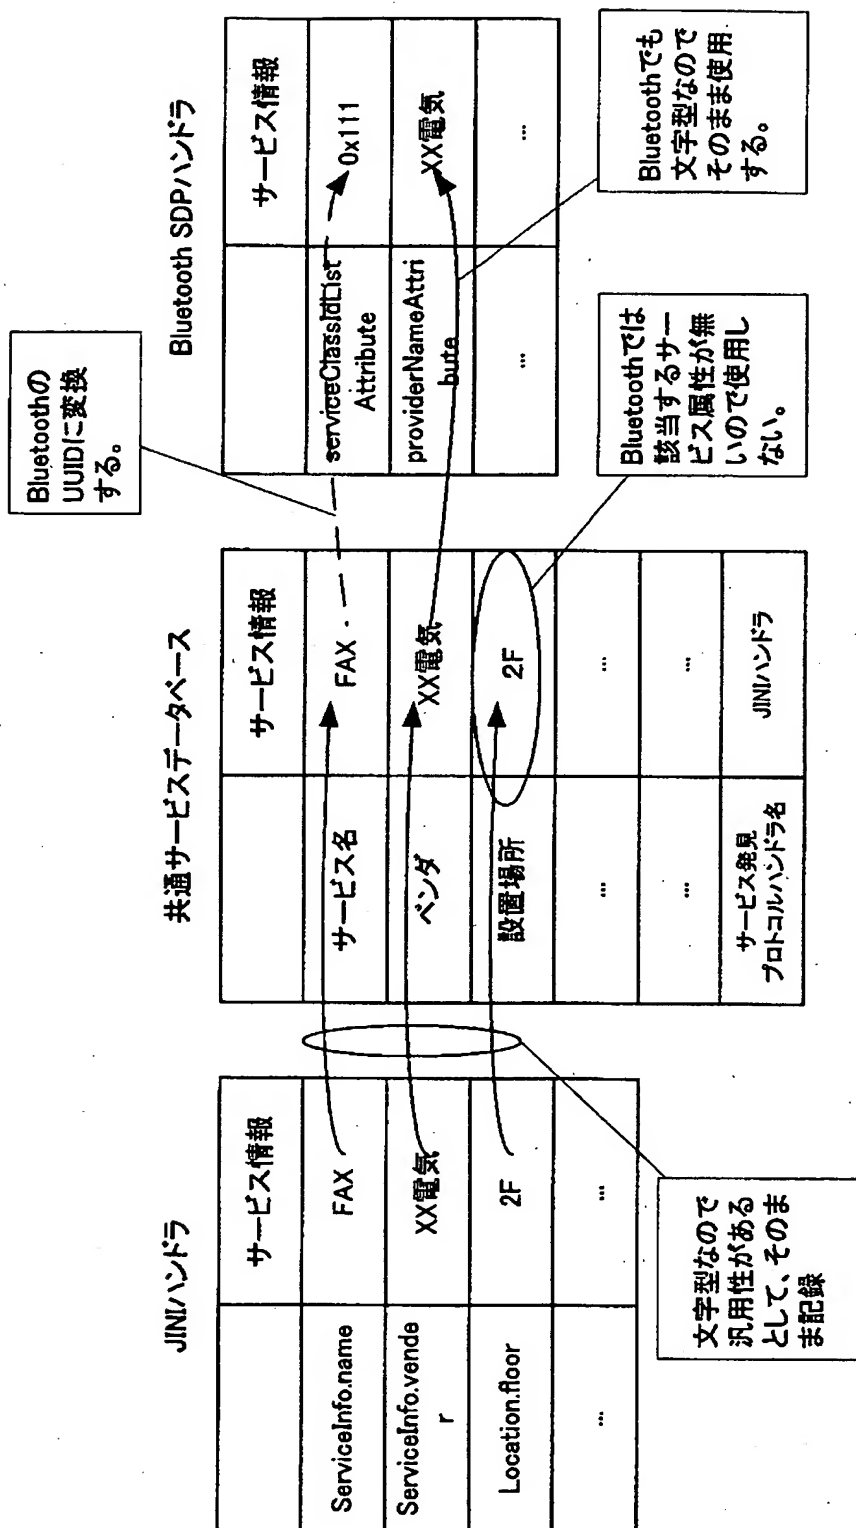 JINIハンドラ
サービス情報
ServiceInfo.name
FAX
ServiceInfo.vende
r
XX電気
Location.floor
2F
...
...
文字型なので
汎用性がある
として、そのま
ま記録
共通サービスデータベース
サービス情報
サービス名
FAX
ベンダ
XX電気
設置場所
2F
...
...
...
...
サービス発見
プロトコルハンドラ名
JINIハンドラ
Bluetoothの
UUIDに変換
する。
Bluetoothでは
該当するサー
ビス属性が無
いので使用し
ない。
Bluetooth SDPハンドラ
サービス情報
serviceClassIdList
Attribute
0x111
providerNameAttri
bute
XX電気
...
...
Bluetoothでも
文字型なので
そのまま使用
する。